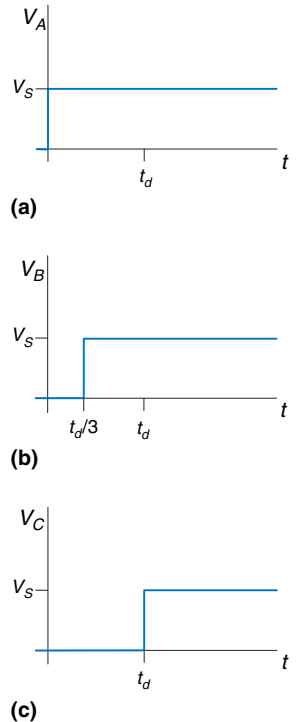 V_A
V_S
t_d
t
(a)
V_B
V_S
t_d/3
t_d
t
(b)
V_C
V_S
t_d
t
(c)